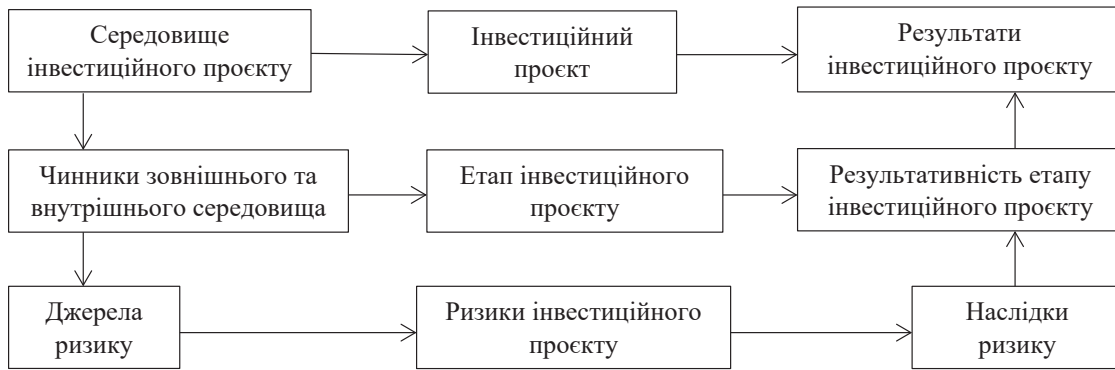 Середовище
інвестиційного проєкту
Інвестиційний
проєкт
Результати
інвестиційного проєкту
Чинники зовнішнього та
внутрішнього середовища
Етап інвестиційного
проєкту
Результативність етапу
інвестиційного проєкту
Джерела
ризику
Ризики інвестиційного
проєкту
Наслідки
ризику